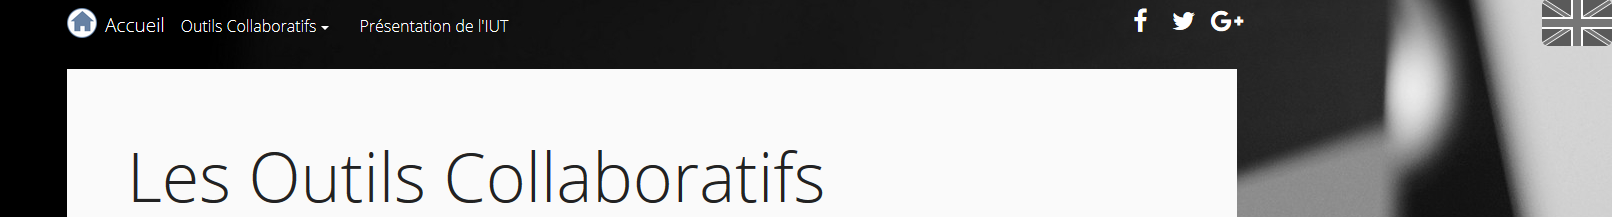 Accueil Outils Collaboratifs Présentation de l'IUT
Les Outils Collaboratifs